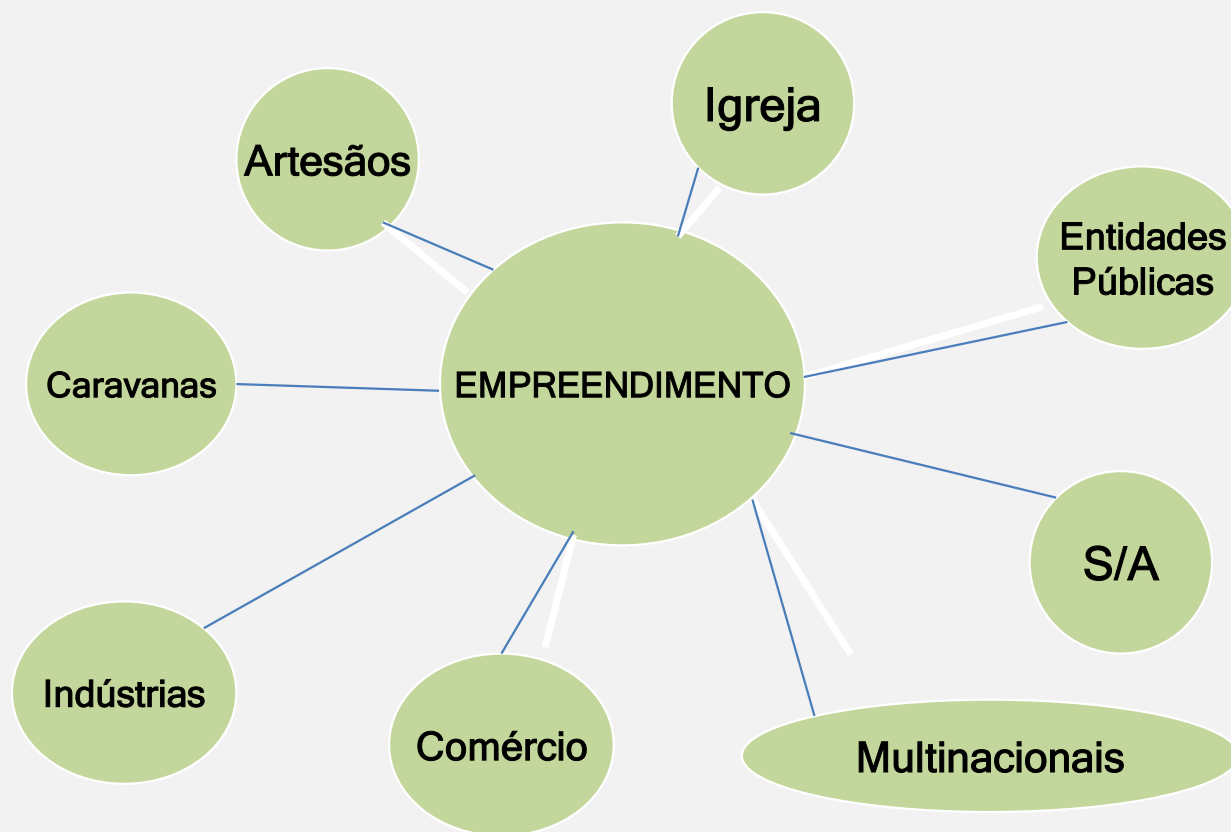 Igreja
Artesãos
Entidades
Públicas
Caravanas
EMPREENDIMENTO
S/A
Indústrias
Comércio
Multinacionais